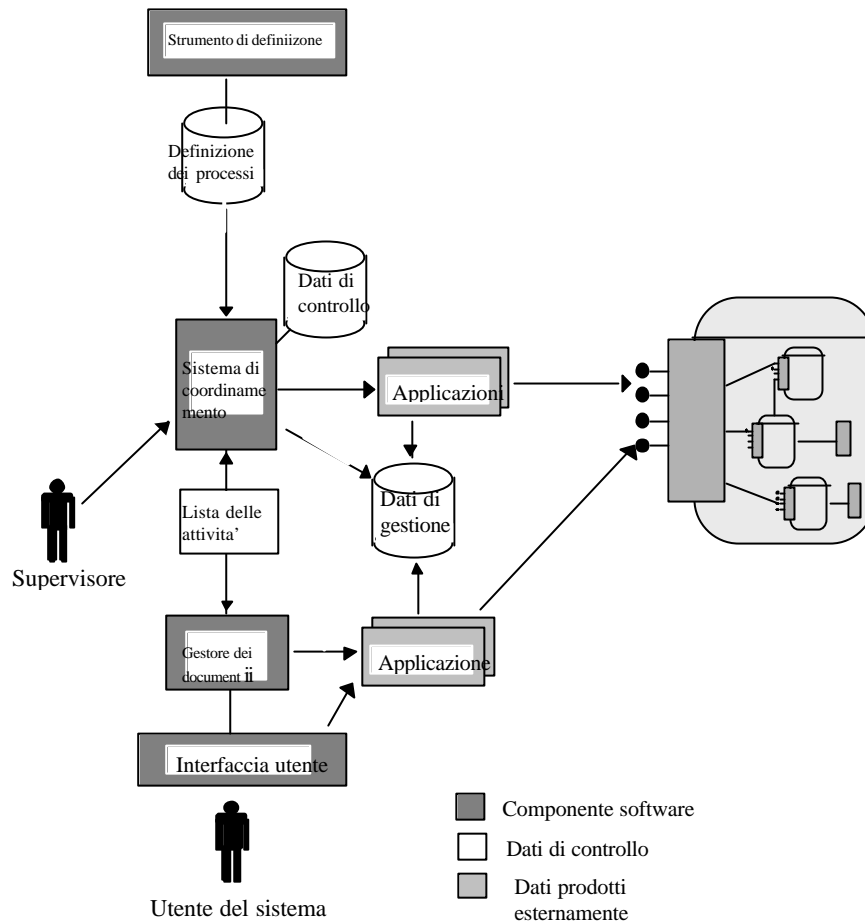 Strumento di definiizone
Definizione
dei processi
Dati di
controllo
Sistema di
coordiname
mento
Applicazioni
Lista delle
attivita'
Dati di
gestione
Supervisore
Gestore dei
document ii
Applicazione
Interfaccia utente
Utente del sistema
Componente software
Dati di controllo
Dati prodotti
esternamente